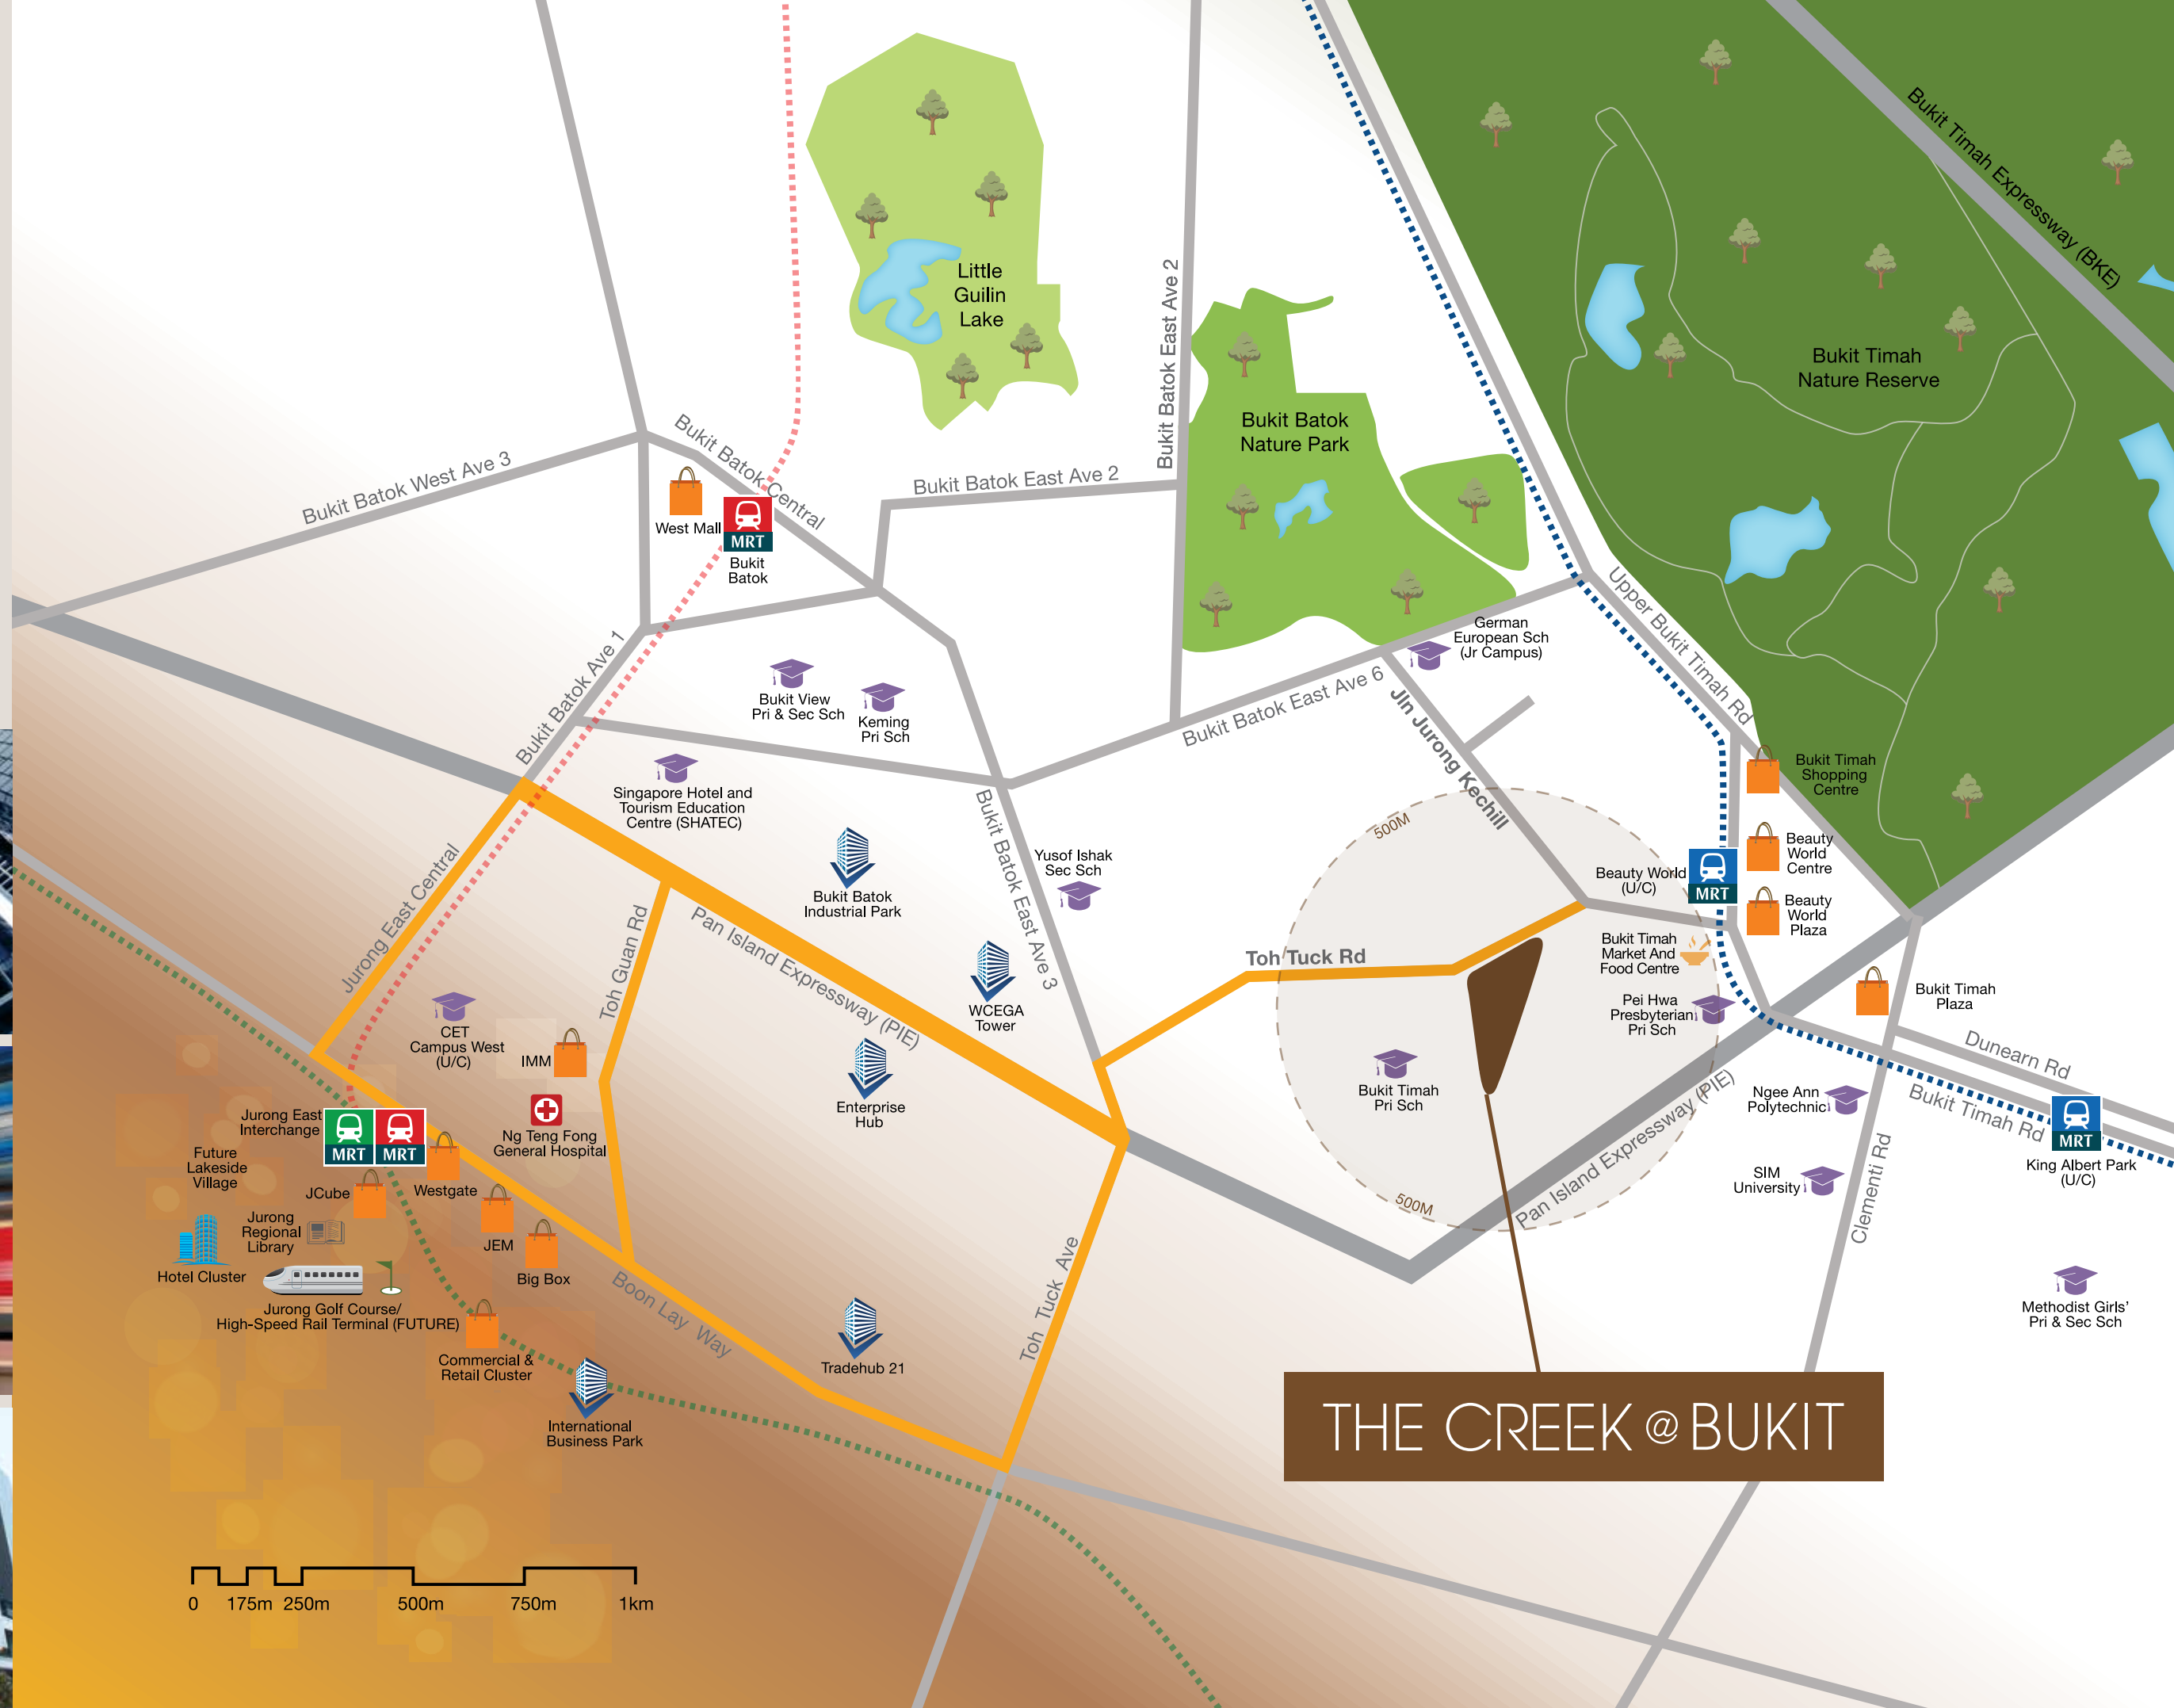 Bukit Timah Expressway (BKE)
Little
Guilin
Lake
Bukit Batok East Ave 2
Bukit Timah
Nature Reserve
Bukit Batok
Nature Park
Bukit Batok West Ave 3
Bukit Batok Central
Bukit Batok East Ave 2
West Mall
MRT
Bukit
Batok
Upper Bukit Timah Rd
German
European Sch
(Jr Campus)
Bukit Batok Ave 1
Bukit View
Pri & Sec Sch
Keming
Pri Sch
Bukit Batok East Ave 6
Jln Jurong Kechill
Singapore Hotel and
Tourism Education
Centre (SHATEC)
Bukit Timah
Shopping
Centre
500M
Bukit Batok East Ave 3
Yusof Ishak
Sec Sch
Beauty
World
Centre
Beauty World
(U/C)
MRT
Jurong East Central
Bukit Batok
Industrial Park
Beauty
World
Plaza
Toh Guan Rd
Pan Island Expressway (PIE)
Toh Tuck Rd
Bukit Timah
Market And
Food Centre
WCEGA
Tower
Pei Hwa
Presbyterian
Pri Sch
Bukit Timah
Plaza
CET
Campus West
(U/C)
IMM
Dunearn Rd
Enterprise
Hub
Bukit Timah
Pri Sch
Ngee Ann
Polytechnic
Bukit Timah Rd
Jurong East
Interchange
MRT
MRT
Ng Teng Fong
General Hospital
Pan Island Expressway (PIE)
MRT
King Albert Park
(U/C)
Future
Lakeside
Village
JCube
Westgate
SIM
University
Clementi Rd
500M
Jurong
Regional
Library
JEM
Hotel Cluster
Big Box
Boon Lay Way
Toh Tuck Ave
Jurong Golf Course/
High-Speed Rail Terminal (FUTURE)
Methodist Girls'
Pri & Sec Sch
Commercial &
Retail Cluster
Tradehub 21
International
Business Park
THE CREEK @ BUKIT
0 175m 250m 500m 750m 1km